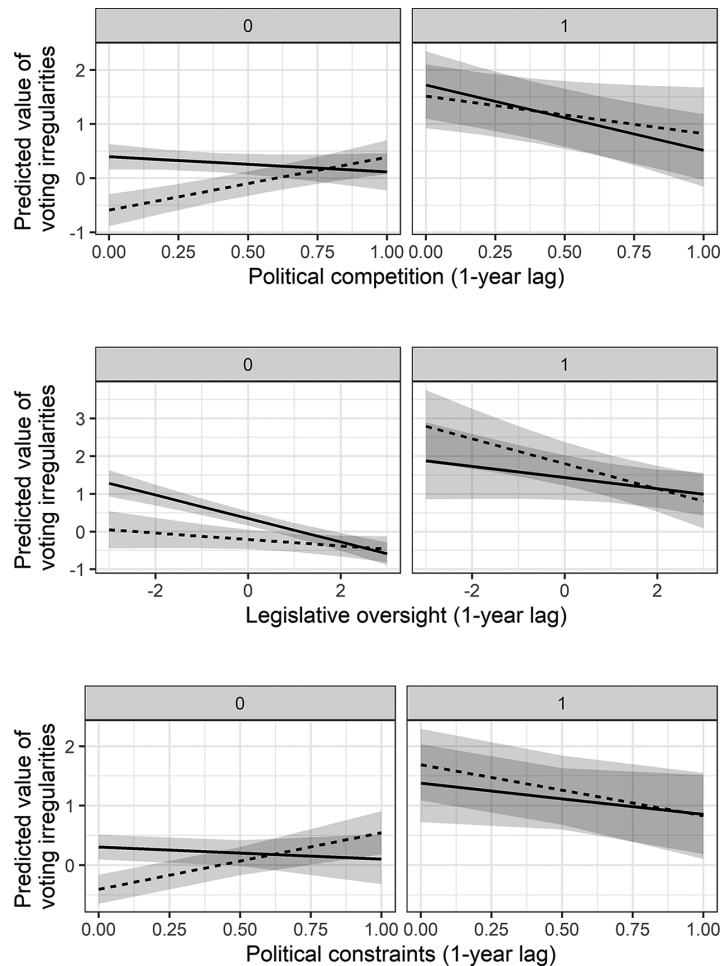 0 1
Predicted value of
voting irregularities
2
1
0
-1
0.00 0.25 0.50 0.75 1.00 0.00 0.25 0.50 0.75 1.00
Political competition (1-year lag)
0 1
Predicted value of
voting irregularities
3
2
1
0
-1
-2 0 2 -2 0 2
Legislative oversight (1-year lag)
0 1
Predicted value of
voting irregularities
2
1
0
0.00 0.25 0.50 0.75 1.00 0.00 0.25 0.50 0.75 1.00
Political constraints (1-year lag)